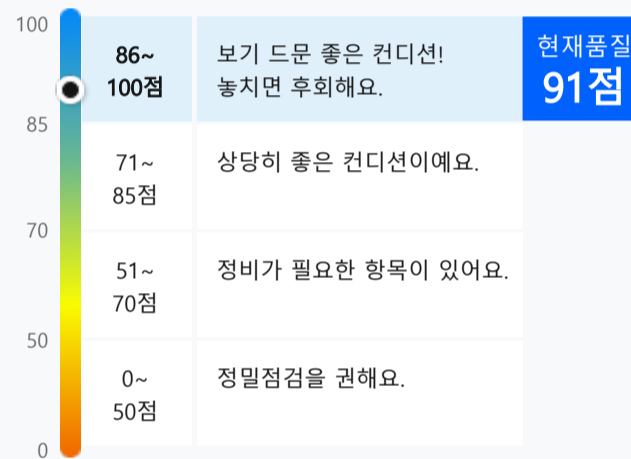 100
86~
100점
보기 드문 좋은 컨디션!
놓치면 후회해요.
현재품질
91점
85
71~
85점
상당히 좋은 컨디션이예요.
70
51~
70점
정비가 필요한 항목이 있어요.
50
0~
50점
정밀점검을 권해요.
0